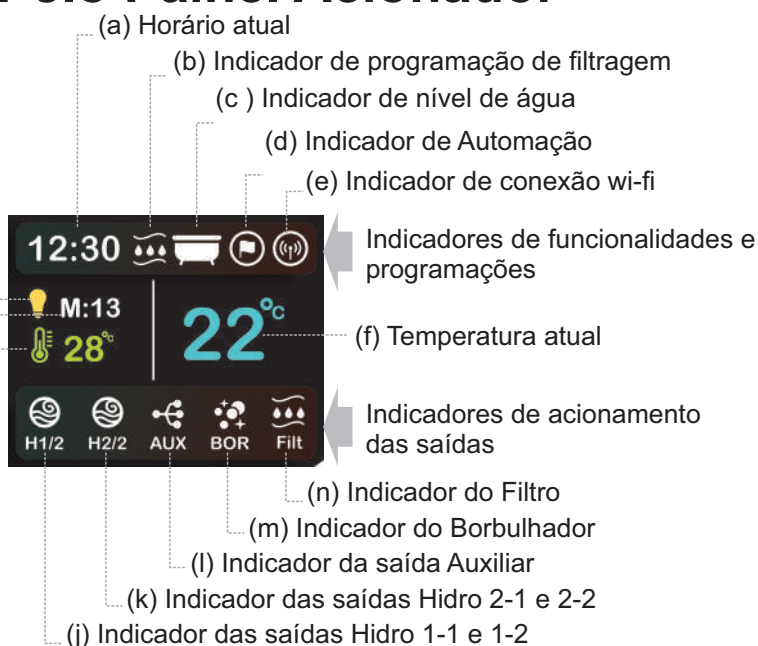 (a) Horário atual
(b) Indicador de programação de filtragem
(c ) Indicador de nível de água
(d) Indicador de Automação
(e) Indicador de conexão wi-fi
12:30
Indicadores de funcionalidades e
programações
M:13
28°c
22°c
(f) Temperatura atual
H1/2 H2/2 AUX BOR Filt
Indicadores de acionamento
das saídas
(n) Indicador do Filtro
(m) Indicador do Borbulhador
(l) Indicador da saída Auxiliar
(k) Indicador das saídas Hidro 2-1 e 2-2
(j) Indicador das saídas Hidro 1-1 e 1-2